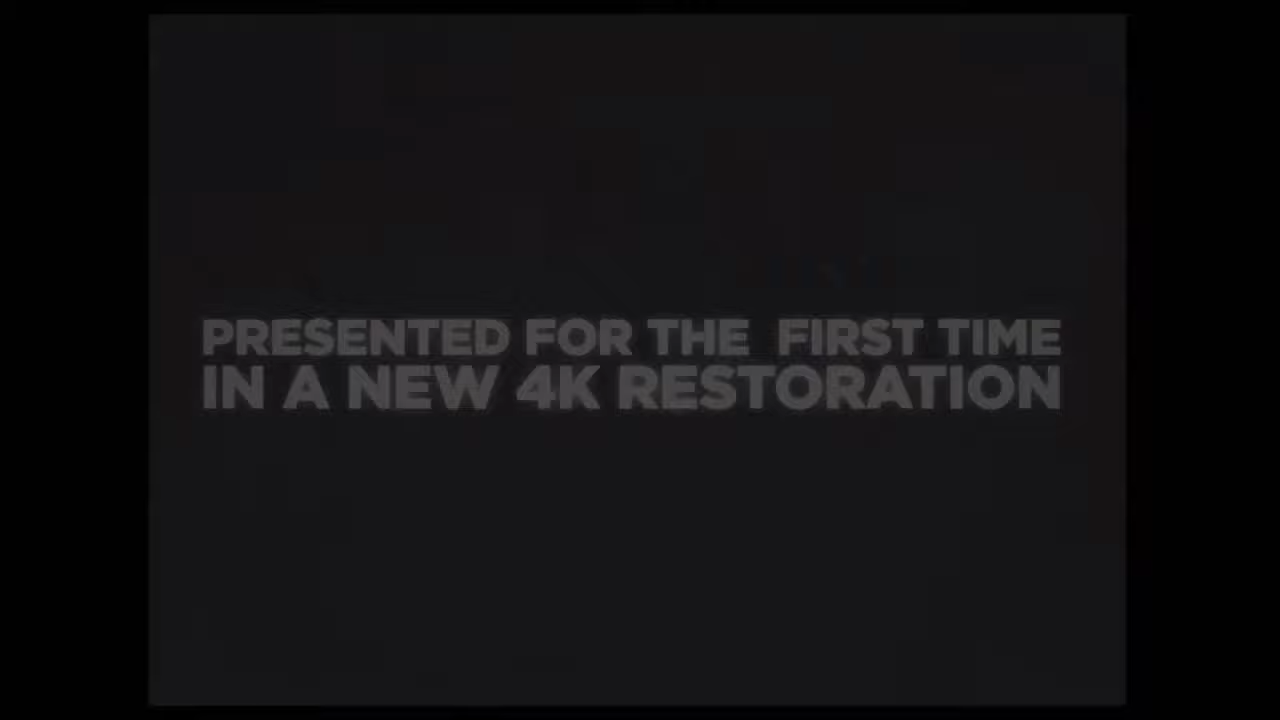 PRESENTED FOR THE FIRST TIME
IN A NEW 4K RESTORATION